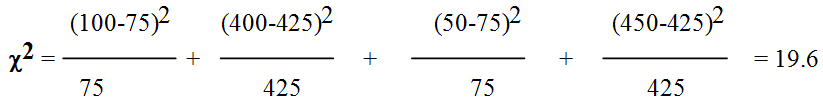 (100-75)² (400-425)² (50-75)² (450-425)²
χ² = + + + = 19.6
75 425 75 425